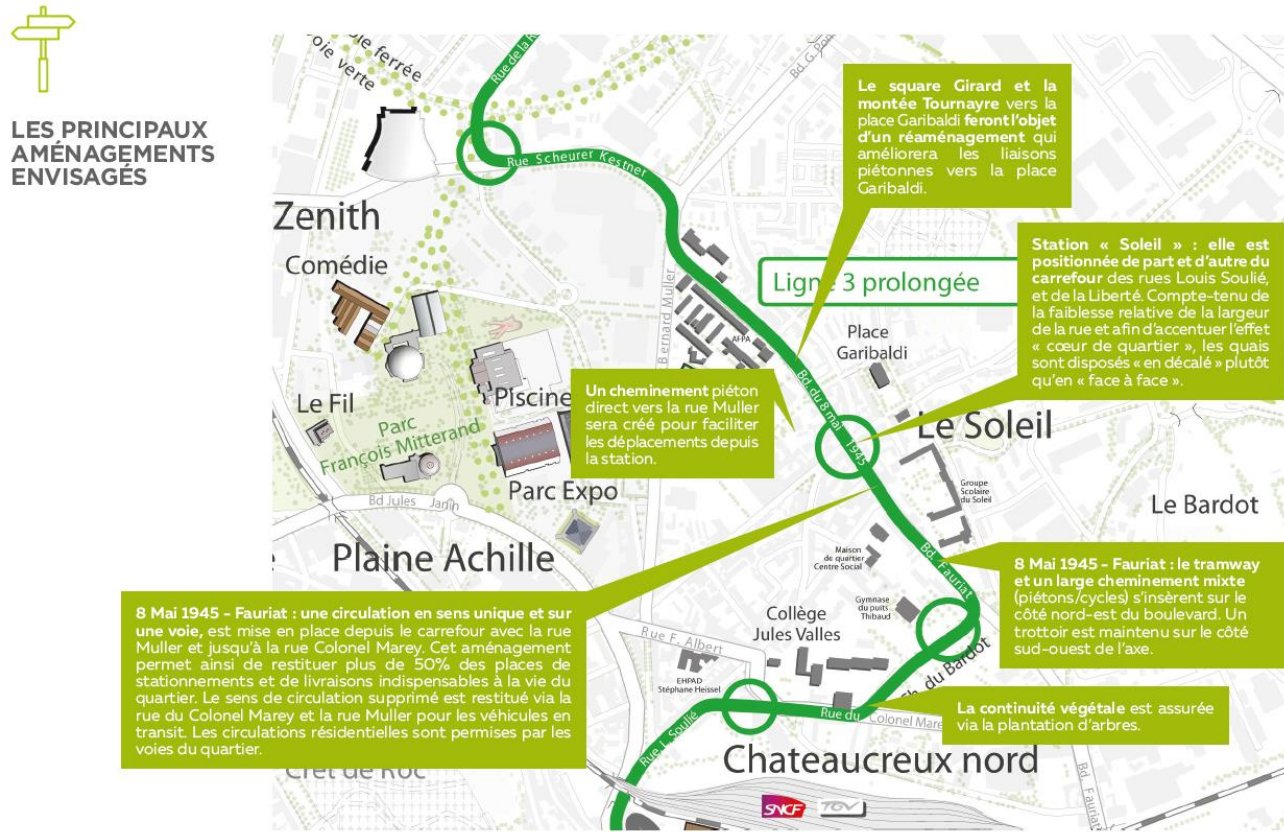 LES PRINCIPAUX
AMÉNAGEMENTS
ENVISAGÉS
oie ferrée
voie verte
Rue de la
Bd. G. Pon
Rue Scheurer Kestner
Zenith
Comédie
Le Fil
Parc
François Mitterand
Piscine
Parc Expo
Bd Jules Janin
Plaine Achille
Bernard Muller
AFPA
Ligne 3 prolongée
Place
Garibaldi
Bd. du 8 mai 1945
Le Soleil
Groupe
Scolaire
du Soleil
Le Bardot
Maison
de quartier
Centre Social
Bd. Fauriat
Gymnase
du puits
Thibaud
Collège
Jules Valles
Rue F. Albert
EHPAD
Stéphane Heissel
Ch. du Bardot
Rue du Colonel Mare
Rue. L. Soulié
Chateaucreux nord
Crêt de Roc
Bd. Fauriat
SNCF
TGV
Le square Girard et la
montée Tournayre vers la
place Garibaldi feront l'objet
d'un réaménagement qui
améliorera les liaisons
piétonnes vers la place
Garibaldi.
Station « Soleil » : elle est
positionnée de part et d'autre du
carrefour des rues Louis Soulié,
et de la Liberté. Compte-tenu de
la faiblesse relative de la largeur
de la rue et afin d'accentuer l'effet
« cœur de quartier », les quais
sont disposés « en décalé » plutôt
qu'en « face à face ».
Un cheminement piéton
direct vers la rue Muller
sera créé pour faciliter
les déplacements depuis
la station.
8 Mai 1945 - Fauriat : le tramway
et un large cheminement mixte
(piétons/cycles) s'insèrent sur le
côté nord-est du boulevard. Un
trottoir est maintenu sur le côté
sud-ouest de l'axe.
8 Mai 1945 - Fauriat : une circulation en sens unique et sur
une voie, est mise en place depuis le carrefour avec la rue
Muller et jusqu'à la rue Colonel Marey. Cet aménagement
permet ainsi de restituer plus de 50% des places de
stationnements et de livraisons indispensables à la vie du
quartier. Le sens de circulation supprimé est restitué via la
rue du Colonel Marey et la rue Muller pour les véhicules en
transit. Les circulations résidentielles sont permises par les
voies du quartier.
La continuité végétale est assurée
via la plantation d'arbres.